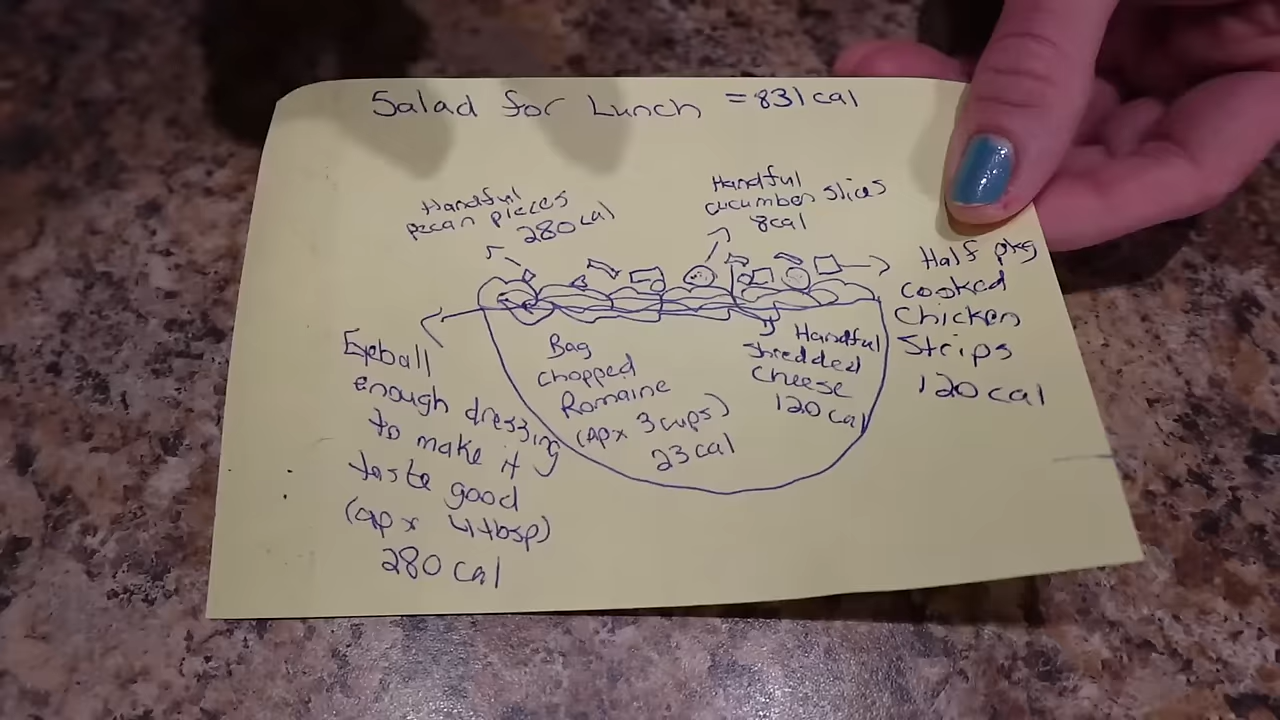 Salad for Lunch = 831 cal
Handful
pecan pieces
280 cal
Handful
cucumber slices
8 cal
Half pkg
cooked
Chicken
Strips
120 cal
Eyeball
enough dressing
to make it
taste good
(apx 4 tbsp)
280 cal
Bag
chopped
Romaine
(apx 3 cups)
23 cal
Handful
shredded
cheese
120 cal